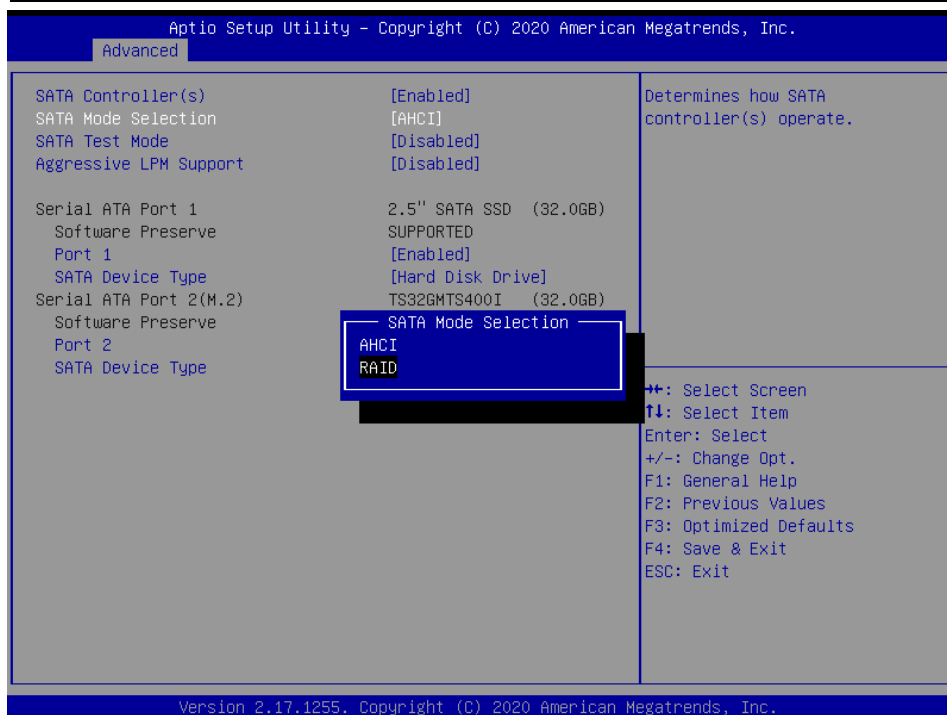 Aptio Setup Utility – Copyright (C) 2020 American Megatrends, Inc.
Advanced
SATA Controller(s) [Enabled]
SATA Mode Selection [AHCI]
SATA Test Mode [Disabled]
Aggressive LPM Support [Disabled]
Serial ATA Port 1 2.5'' SATA SSD (32.0GB)
Software Preserve SUPPORTED
Port 1 [Enabled]
SATA Device Type [Hard Disk Drive]
Serial ATA Port 2(M.2) TS32GMTS400I (32.0GB)
Software Preserve
Port 2
SATA Device Type
SATA Mode Selection
AHCI
RAID
Determines how SATA
controller(s) operate.
→←: Select Screen
↑↓: Select Item
Enter: Select
+/-: Change Opt.
F1: General Help
F2: Previous Values
F3: Optimized Defaults
F4: Save & Exit
ESC: Exit
Version 2.17.1255. Copyright (C) 2020 American Megatrends, Inc.